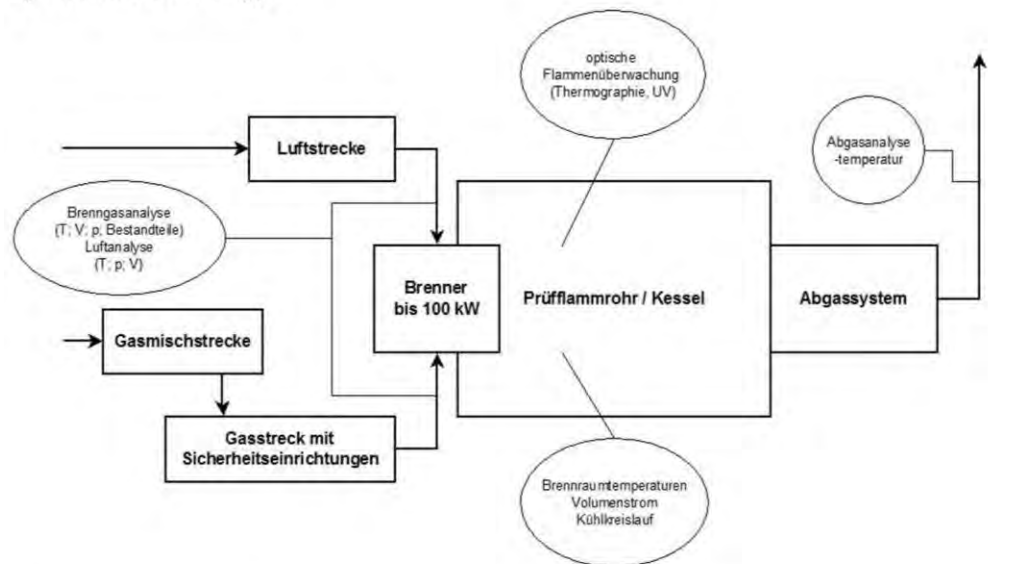 optische
Flammenüberwachung
(Thermographie, UV)
Luftstrecke
Abgasanalyse
-temperatur
Brenngasanalyse
(T; V; p; Bestandteile)
Luftanalyse
(T; p; V)
Brenner
bis 100 kW
Prüfflammrohr / Kessel
Abgassystem
Gasmischstrecke
Gasstreck mit
Sicherheitseinrichtungen
Brennraumtemperaturen
Volumenstrom
Kühlkreislauf